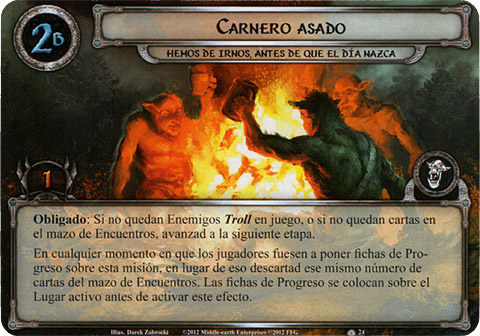 2B
CARNERO ASADO
HEMOS DE IRNOS, ANTES DE QUE EL DÍA NAZCA
1
Obligado: Si no quedan Enemigos Troll en juego, o si no quedan cartas en
el mazo de Encuentros, avanzad a la siguiente etapa.
En cualquier momento en que los jugadores fuesen a poner fichas de Pro-
greso sobre esta misión, en lugar de eso descartad ese mismo número de
cartas del mazo de Encuentros. Las fichas de Progreso se colocan sobre el
Lugar activo antes de activar este efecto.
Illus. Darek Zabrocki ©2012 Middle-earth Enterprises ©2012 FFG 24